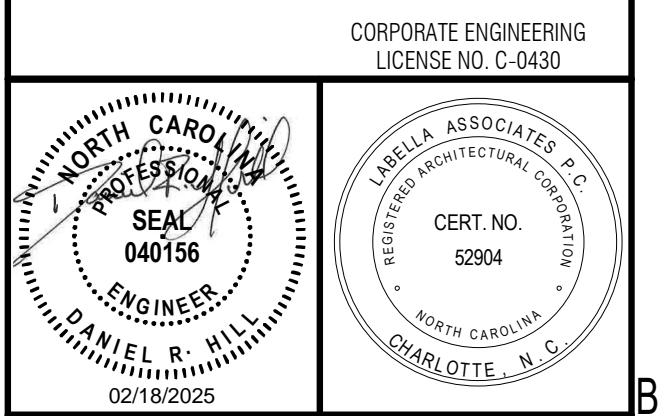 CORPORATE ENGINEERING
LICENSE NO. C-0430
NORTH CAROLINA
PROFESSIONAL
SEAL
040156
ENGINEER
DANIEL R. HILL
02/18/2025
LABELLA ASSOCIATES P.C.
REGISTERED ARCHITECTURAL CORPORATION
CERT. NO.
52904
NORTH CAROLINA
CHARLOTTE, N.C.
B